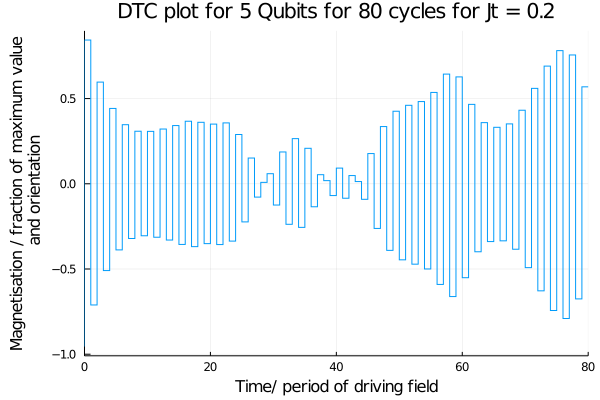 DTC plot for 5 Qubits for 80 cycles for Jt = 0.2
Magnetisation / fraction of maximum value
and orientation
0.5
0.0
−0.5
−1.0
0 20 40 60 80
Time/ period of driving field